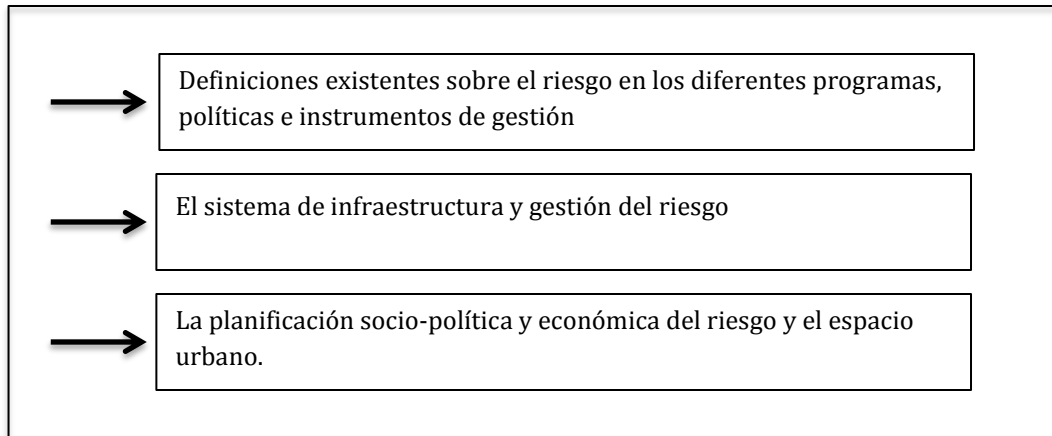 Definiciones existentes sobre el riesgo en los diferentes programas,
políticas e instrumentos de gestión
El sistema de infraestructura y gestión del riesgo
La planificación socio-política y económica del riesgo y el espacio
urbano.